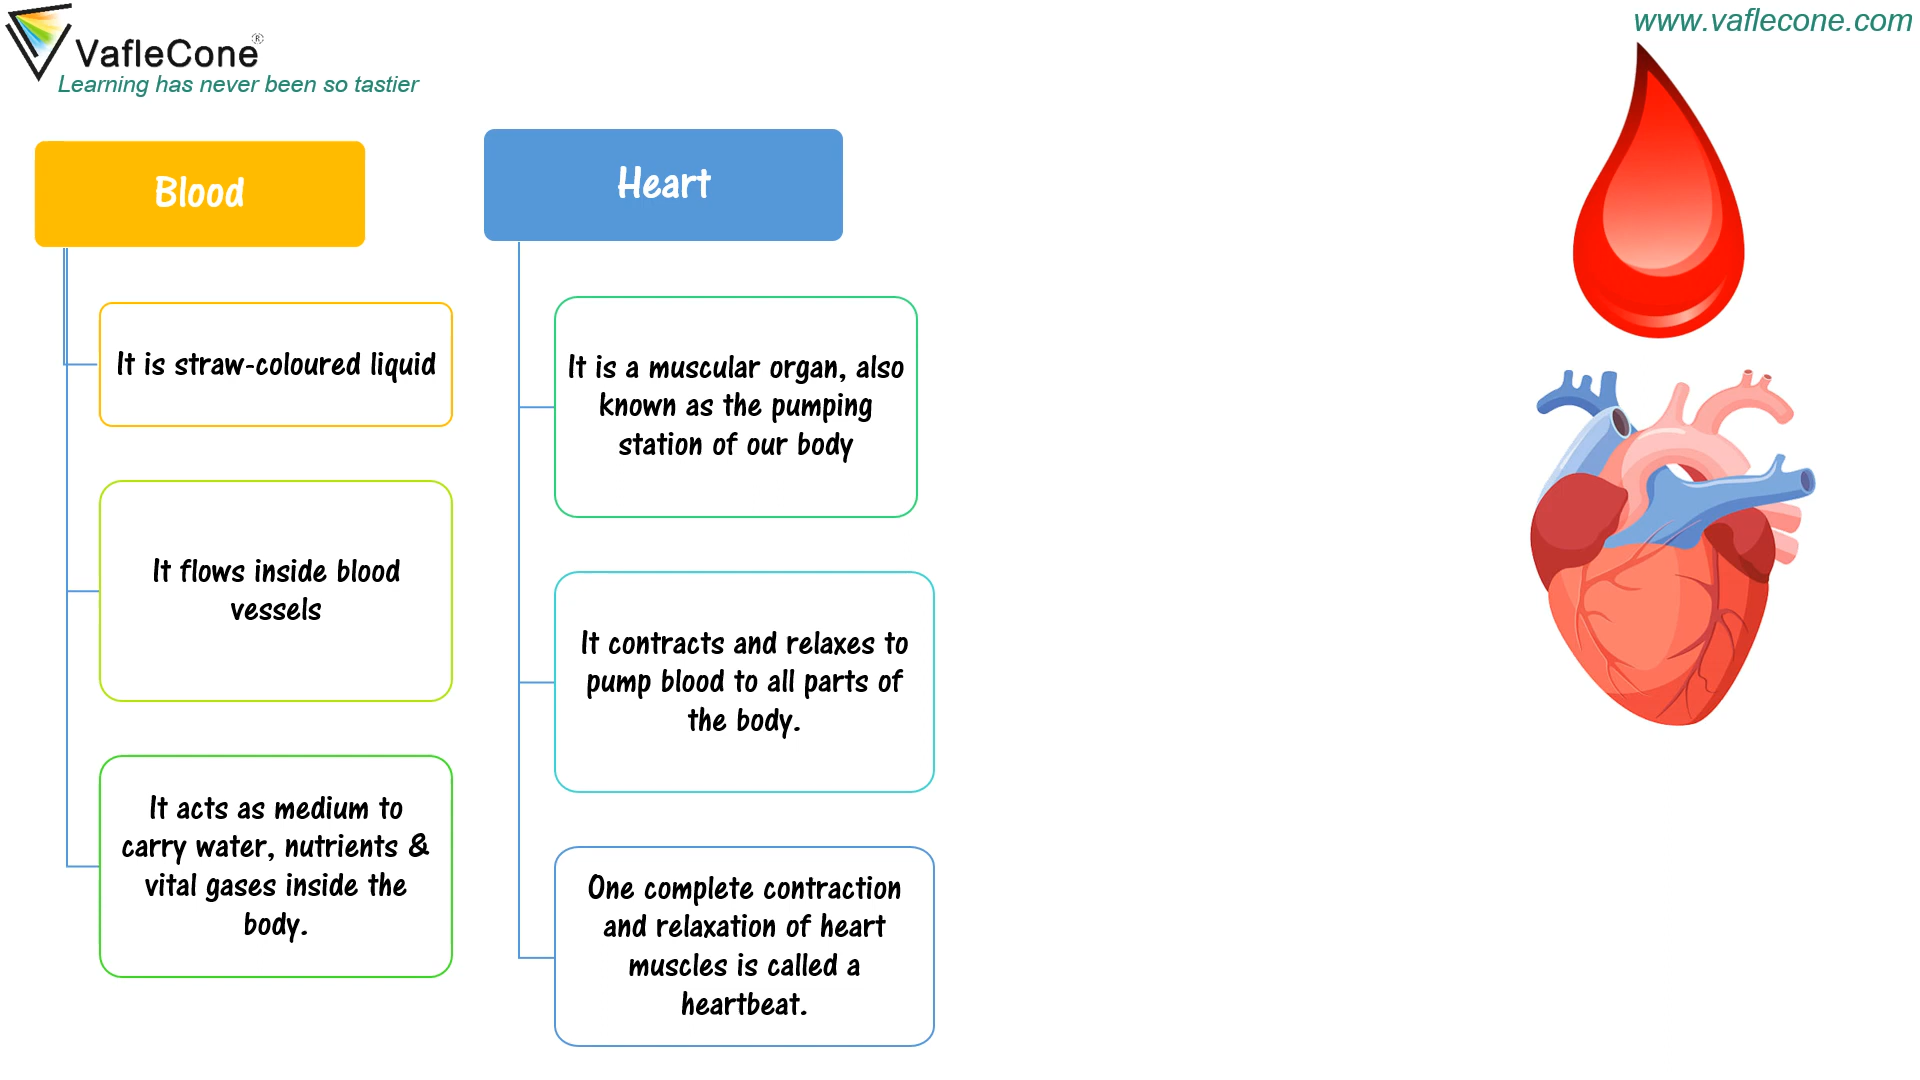 VafleCone®
Learning has never been so tastier
www.vaflecone.com
Blood
It is straw-coloured liquid
It flows inside blood
vessels
It acts as medium to
carry water, nutrients &
vital gases inside the
body.
Heart
It is a muscular organ, also
known as the pumping
station of our body
It contracts and relaxes to
pump blood to all parts of
the body.
One complete contraction
and relaxation of heart
muscles is called a
heartbeat.